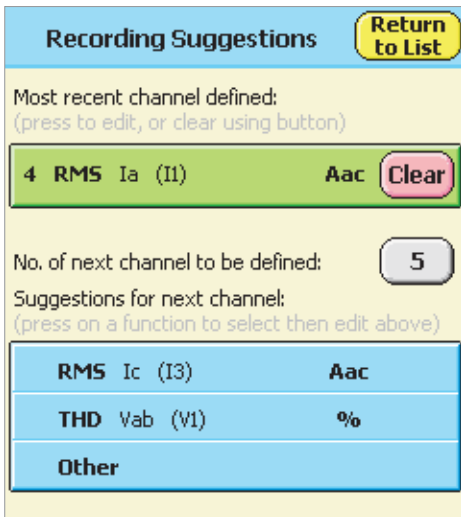 Recording Suggestions
Return
to List
Most recent channel defined:
(press to edit, or clear using button)
4 RMS Ia (I1) Aac Clear
No. of next channel to be defined: 5
Suggestions for next channel:
(press on a function to select then edit above)
RMS Ic (I3) Aac
THD Vab (V1) %
Other